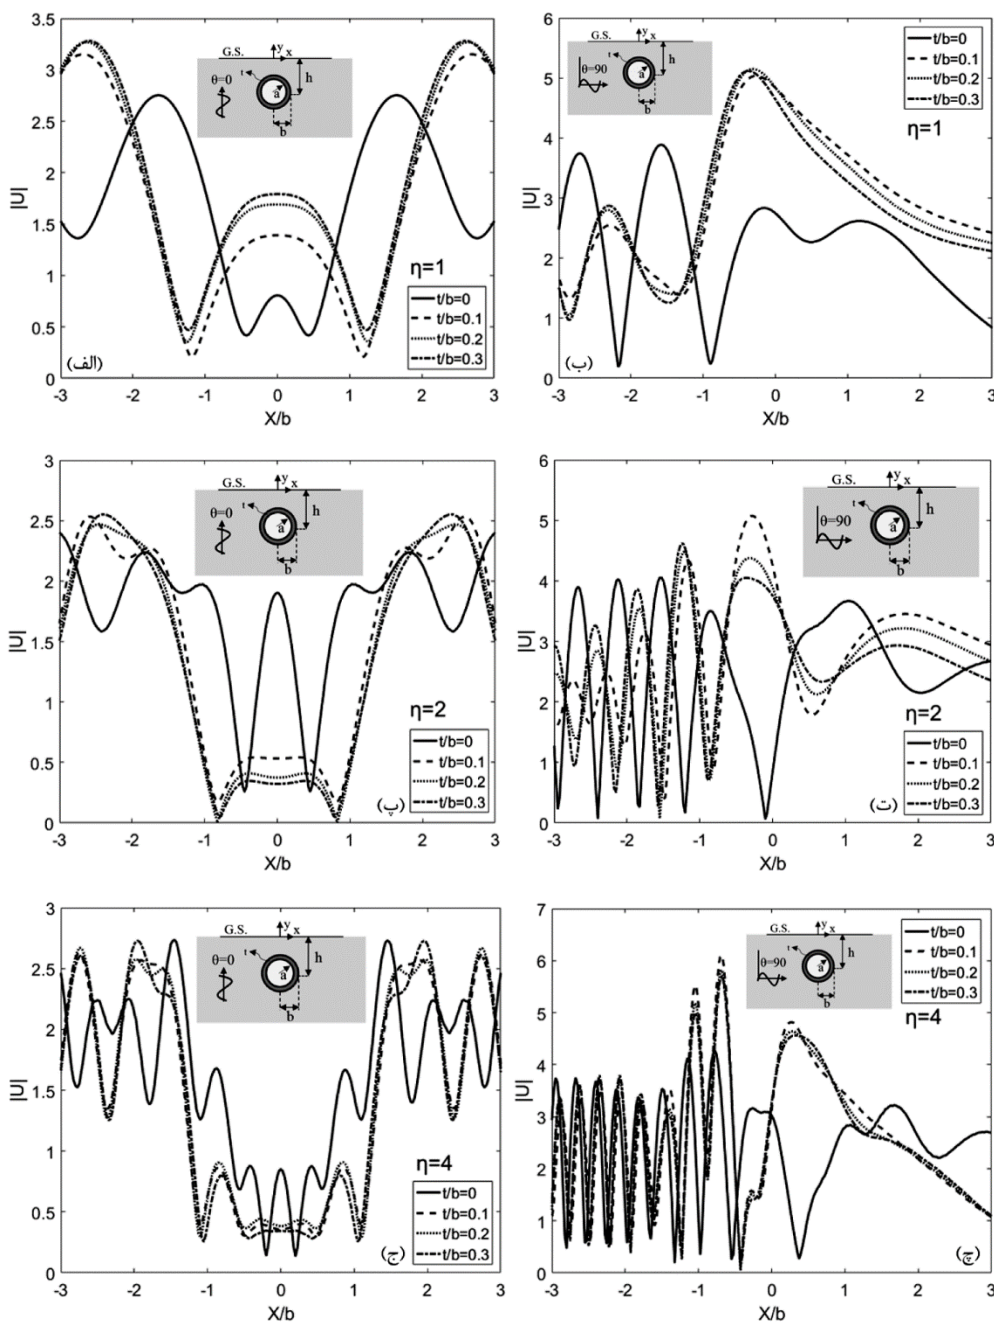 3.5
3
2.5
2
1.5
1
0.5
0
-3
-2
-1
0
1
2
3
|U|
X/b
G.S.
y
x
h
t
a
b
θ=0
η=1
t/b=0
t/b=0.1
t/b=0.2
t/b=0.3
(الف)
6
5
4
3
2
1
0
-3
-2
-1
0
1
2
3
|U|
X/b
G.S.
y
x
h
t
a
b
θ=90
t/b=0
t/b=0.1
t/b=0.2
t/b=0.3
η=1
(ب)
3
2.5
2
1.5
1
0.5
0
-3
-2
-1
0
1
2
3
|U|
X/b
G.S.
y
x
h
t
a
b
θ=0
η=2
t/b=0
t/b=0.1
t/b=0.2
t/b=0.3
(پ)
6
5
4
3
2
1
0
-3
-2
-1
0
1
2
3
|U|
X/b
G.S.
y
x
h
t
a
b
θ=90
η=2
t/b=0
t/b=0.1
t/b=0.2
t/b=0.3
(ت)
3
2.5
2
1.5
1
0.5
0
-3
-2
-1
0
1
2
3
|U|
X/b
G.S.
y
x
h
t
a
b
θ=0
η=4
t/b=0
t/b=0.1
t/b=0.2
t/b=0.3
(ج)
7
6
5
4
3
2
1
0
-3
-2
-1
0
1
2
3
|U|
X/b
G.S.
y
x
h
t
a
b
θ=90
t/b=0
t/b=0.1
t/b=0.2
t/b=0.3
η=4
(چ)